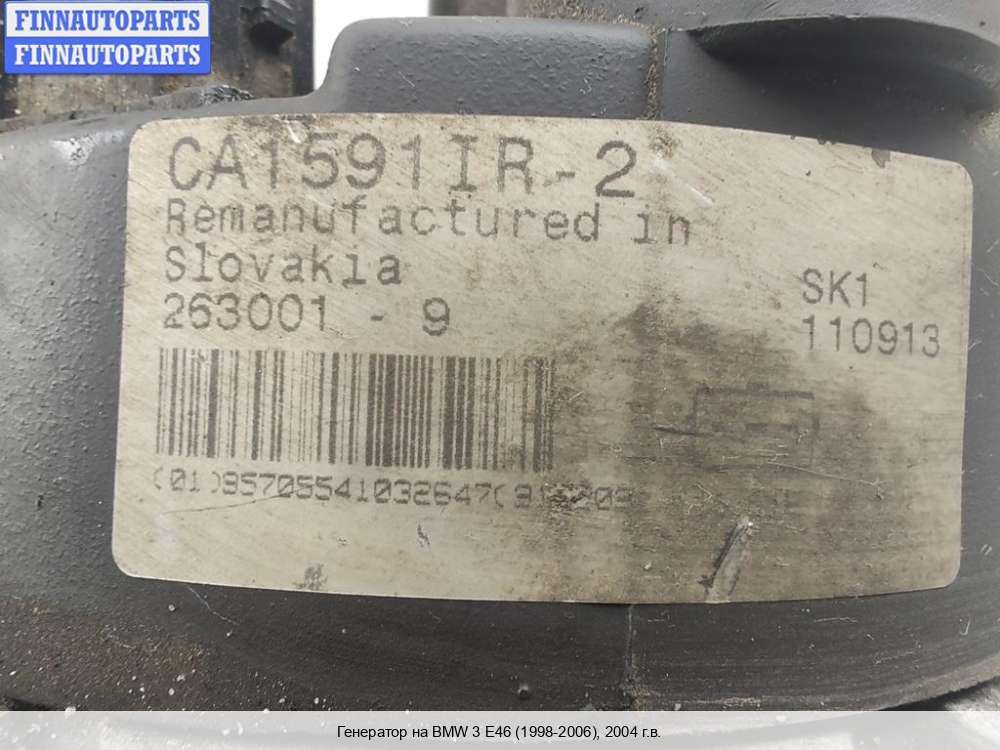 FINNAUTOPARTS
FINNAUTOPARTS
CA1591IR-2
Remanufactured in
Slovakia
263001 - 9
SK1
110913
Генератор на BMW 3 E46 (1998-2006), 2004 г.в.